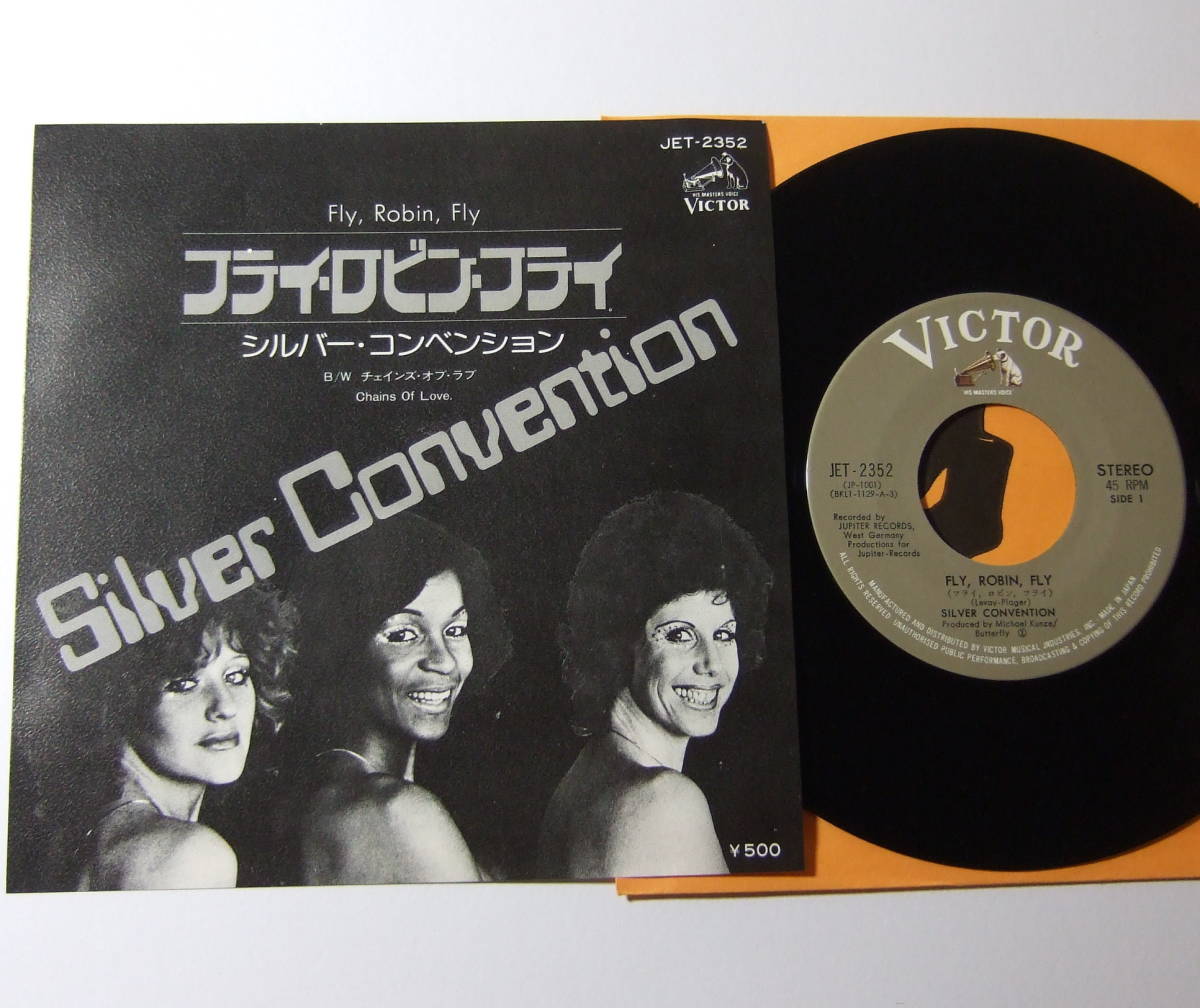 JET-2352
HIS MASTERS VOICE
VICTOR
Fly, Robin, Fly
フライ・ロビン・フライ
シルバー・コンベンション
B/W チェインズ・オブ・ラブ
Chains Of Love.
Silver Convention
¥500
VICTOR
HIS MASTERS VOICE
JET-2352
(JP-1001)
(BKL1-1129-A-3)
STEREO
45 RPM
SIDE 1
Recorded by
JUPITER RECORDS,
West Germany
Productions for
Jupiter-Records
FLY, ROBIN, FLY
(フライ, ロビン, フライ)
(Levay-Plager)
SILVER CONVENTION
Produced by Michael Kunze/
Butterfly
MANUFACTURED AND DISTRIBUTED BY VICTOR MUSICAL INDUSTRIES, INC. MADE IN JAPAN
ALL RIGHTS RESERVED. UNAUTHORISED PUBLIC PERFORMANCE, BROADCASTING & COPYING OF THIS RECORD PROHIBITED